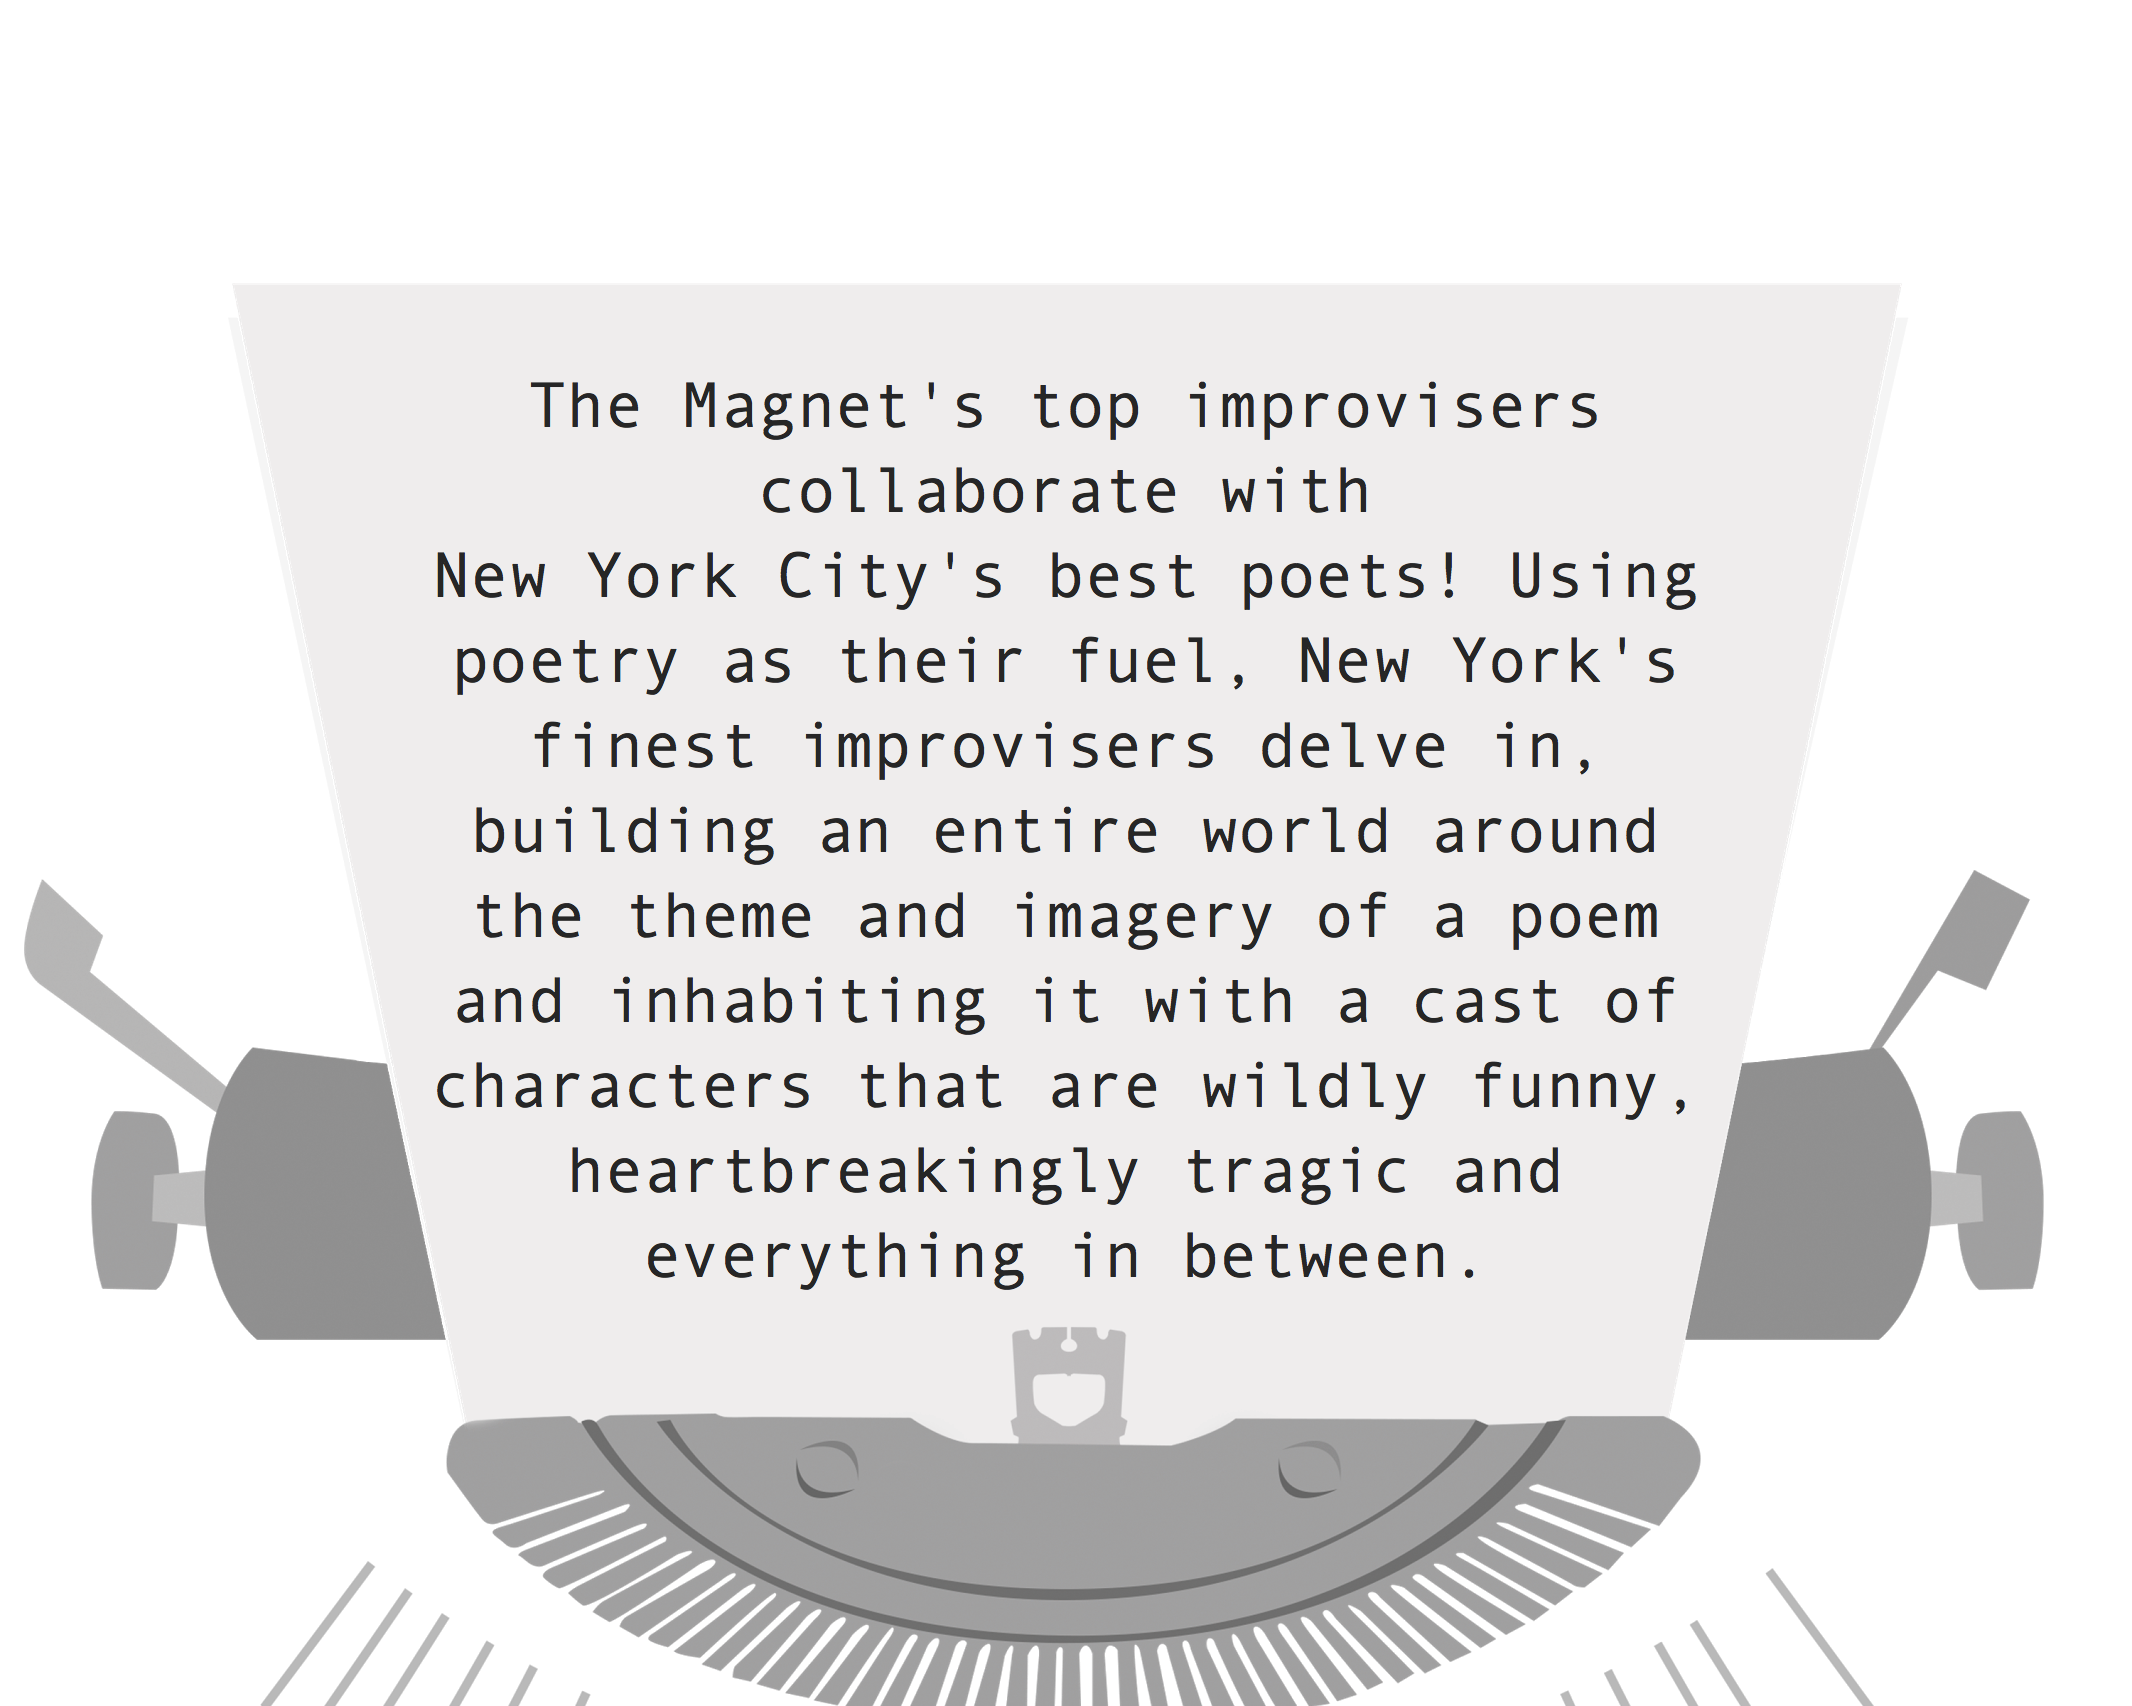 The Magnet's top improvisers
collaborate with
New York City's best poets! Using
poetry as their fuel, New York's
finest improvisers delve in,
building an entire world around
the theme and imagery of a poem
and inhabiting it with a cast of
characters that are wildly funny,
heartbreakingly tragic and
everything in between.